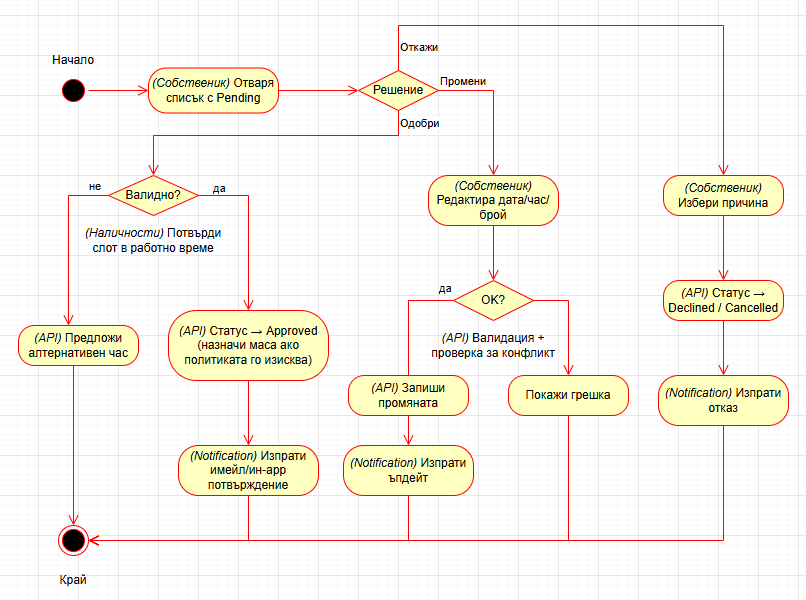 Откажи
Начало
(Собственик) Отваря
списък с Pending
Решение
Промени
Одобри
не
Валидно?
да
(Собственик)
Редактира дата/час/
брой
(Собственик)
Избери причина
(Наличности) Потвърди
слот в работно време
да
OK?
(API) Статус →
Declined / Cancelled
(API) Предложи
алтернативен час
(API) Статус → Approved
(назначи маса ако
политиката го изисква)
(API) Валидация +
проверка за конфликт
(API) Запиши
промяната
Покажи грешка
(Notification) Изпрати
отказ
(Notification) Изпрати
имейл/ин-app
потвърждение
(Notification) Изпрати
ъпдейт
Край